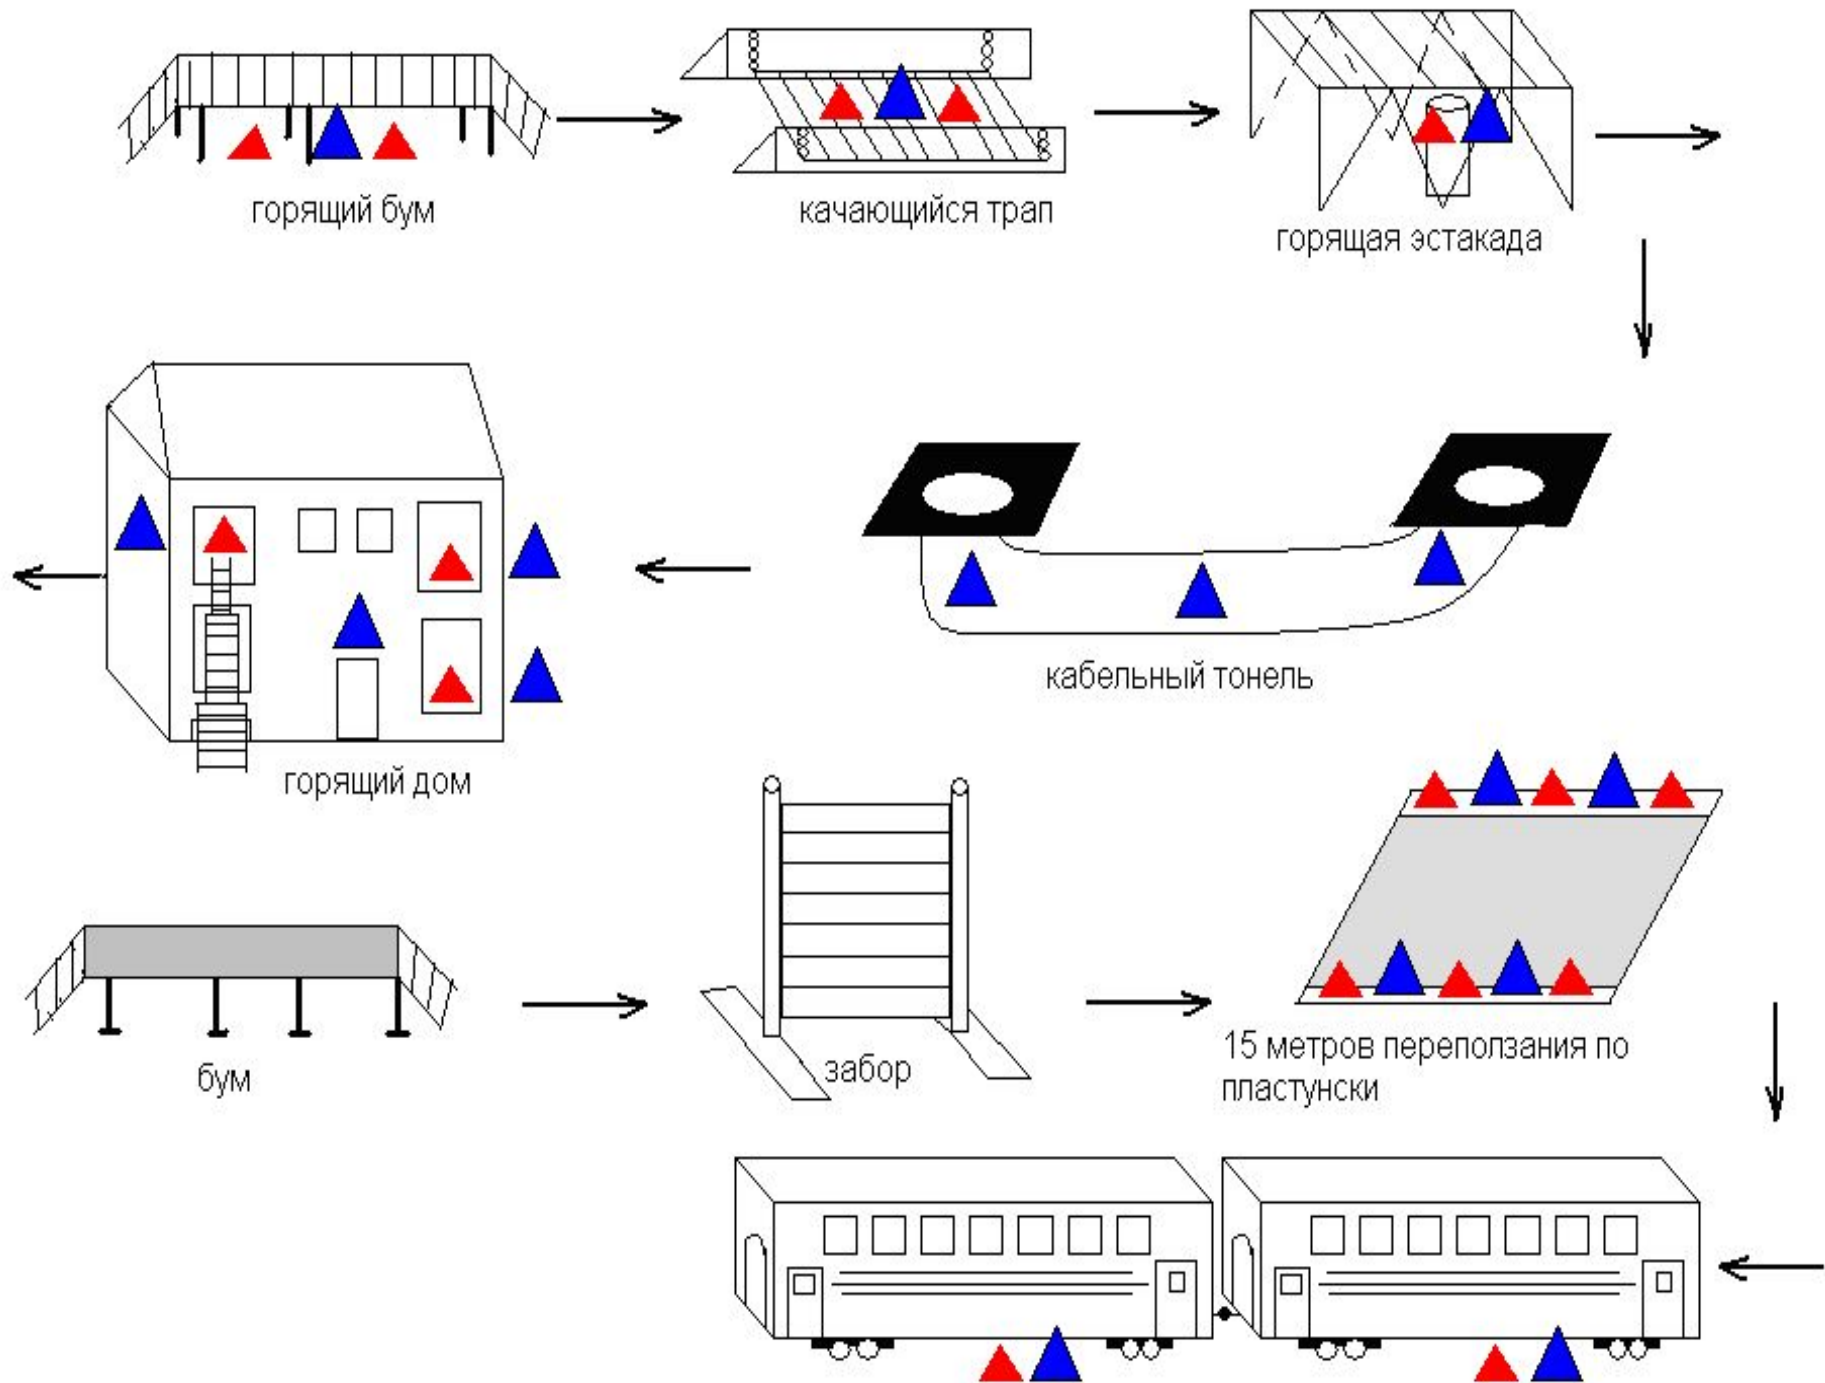 горящий бум
качающийся трап
горящая эстакада
кабельный тонель
горящий дом
бум
забор
15 метров переползания по
пластунски